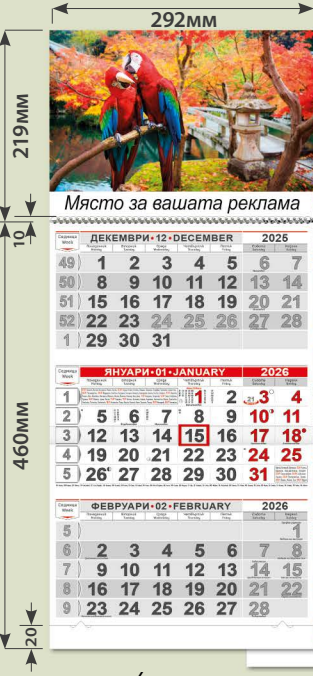 292мм
219мм
Място за вашата реклама
10
460мм
20
Седмица
Week
ДЕКЕМВРИ•12•DECEMBER 2025
49 1 2 3 4 5 6 7
50 8 9 10 11 12 13 14
51 15 16 17 18 19 20 21
52 22 23 24 25 26 27 28
1 29 30 31
Седмица
Week
ЯНУАРИ•01•JANUARY 2026
1 1 2 3 4
2 5 6 7 8 9 10 11
3 12 13 14 15 16 17 18
4 19 20 21 22 23 24 25
5 26 27 28 29 30 31
Седмица
Week
ФЕВРУАРИ•02•FEBRUARY 2026
5 1
6 2 3 4 5 6 7 8
7 9 10 11 12 13 14 15
8 16 17 18 19 20 21 22
9 23 24 25 26 27 28